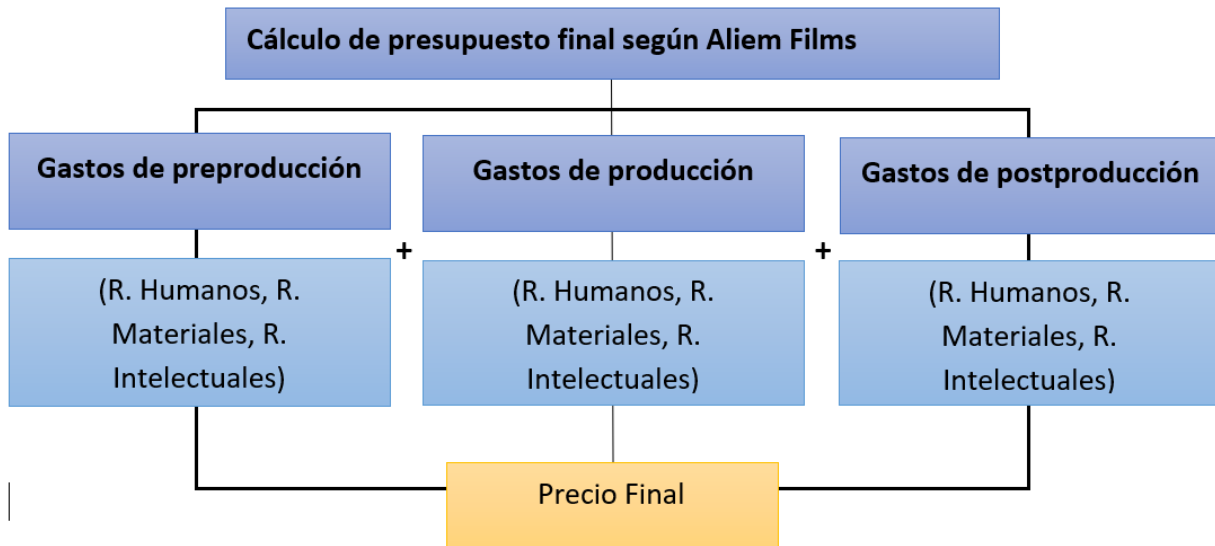 Cálculo de presupuesto final según Aliem Films
Gastos de preproducción
Gastos de producción
Gastos de postproducción
+
+
(R. Humanos, R.
Materiales, R.
Intelectuales)
(R. Humanos, R.
Materiales, R.
Intelectuales)
(R. Humanos, R.
Materiales, R.
Intelectuales)
Precio Final